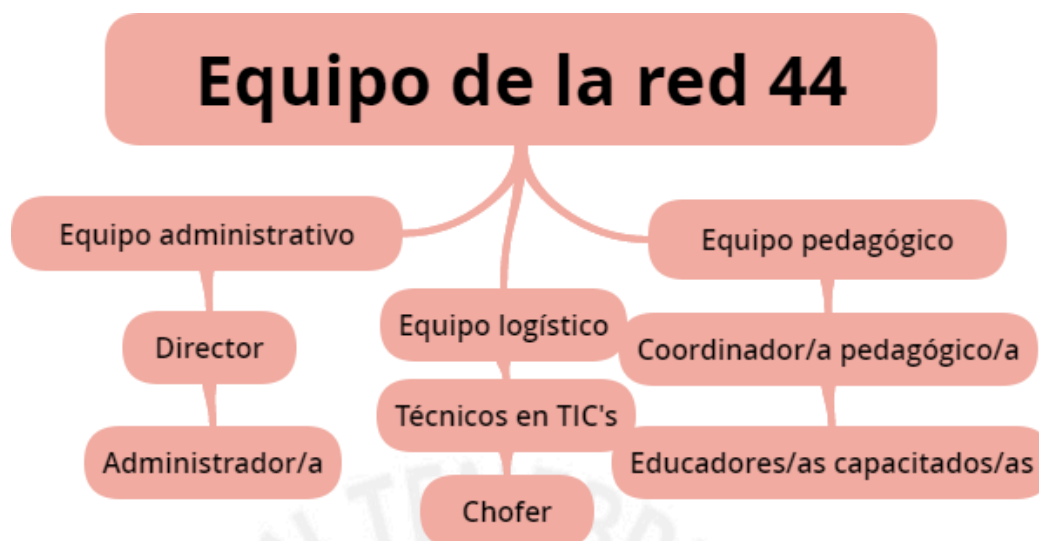 Equipo de la red 44
Equipo administrativo
Director
Administrador/a
Equipo logístico
Técnicos en TIC's
Chofer
Equipo pedagógico
Coordinador/a pedagógico/a
Educadores/as capacitados/as